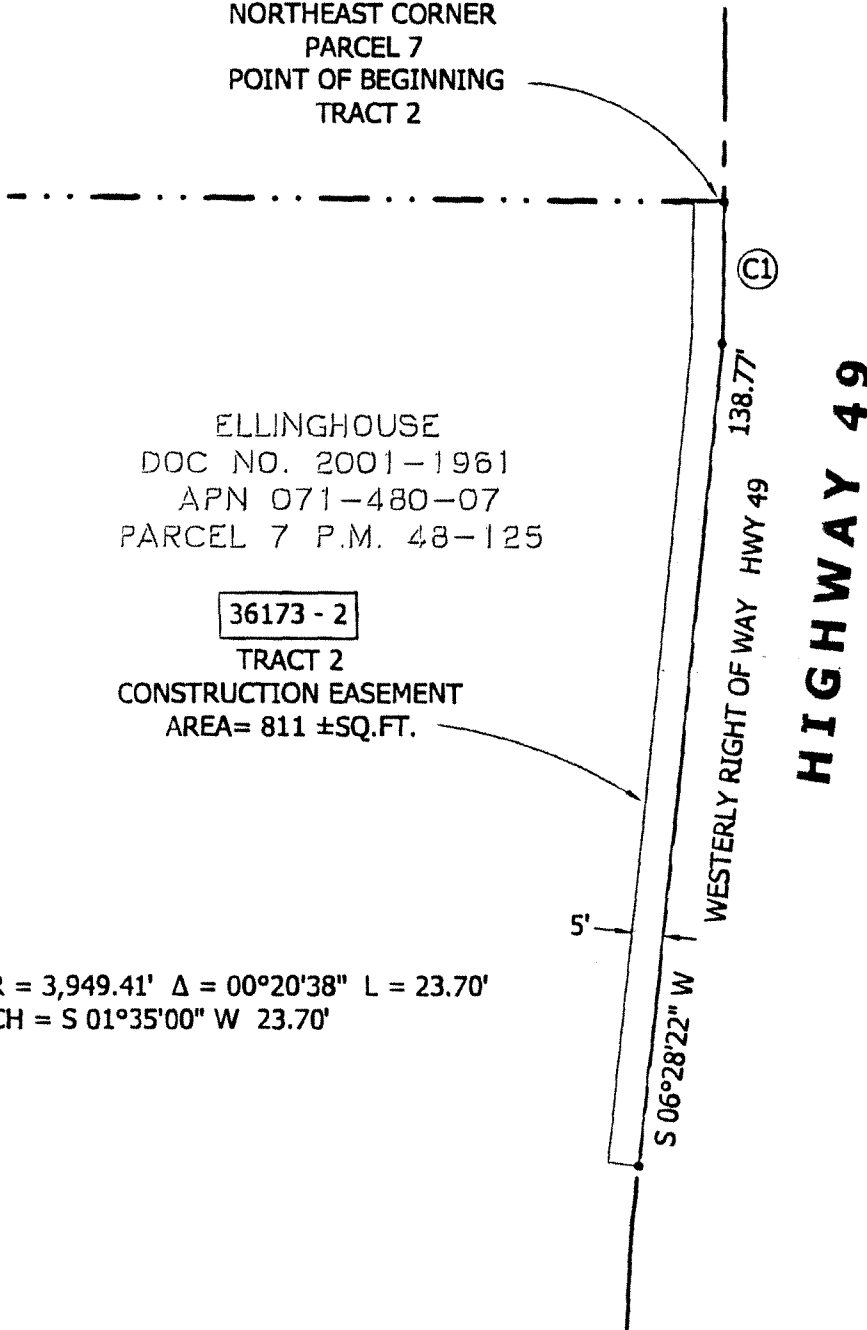 NORTHEAST CORNER
PARCEL 7
POINT OF BEGINNING
TRACT 2
C1
138.77'
HIGHWAY 49
ELLINGHOUSE
DOC NO. 2001-1961
APN 071-480-07
PARCEL 7 P.M. 48-125
36173 - 2
TRACT 2
CONSTRUCTION EASEMENT
AREA= 811 ±SQ.FT.
WESTERLY RIGHT OF WAY HWY 49
5'
S 06°28'22" W
R = 3,949.41' Δ = 00°20'38" L = 23.70'
CH = S 01°35'00" W 23.70'